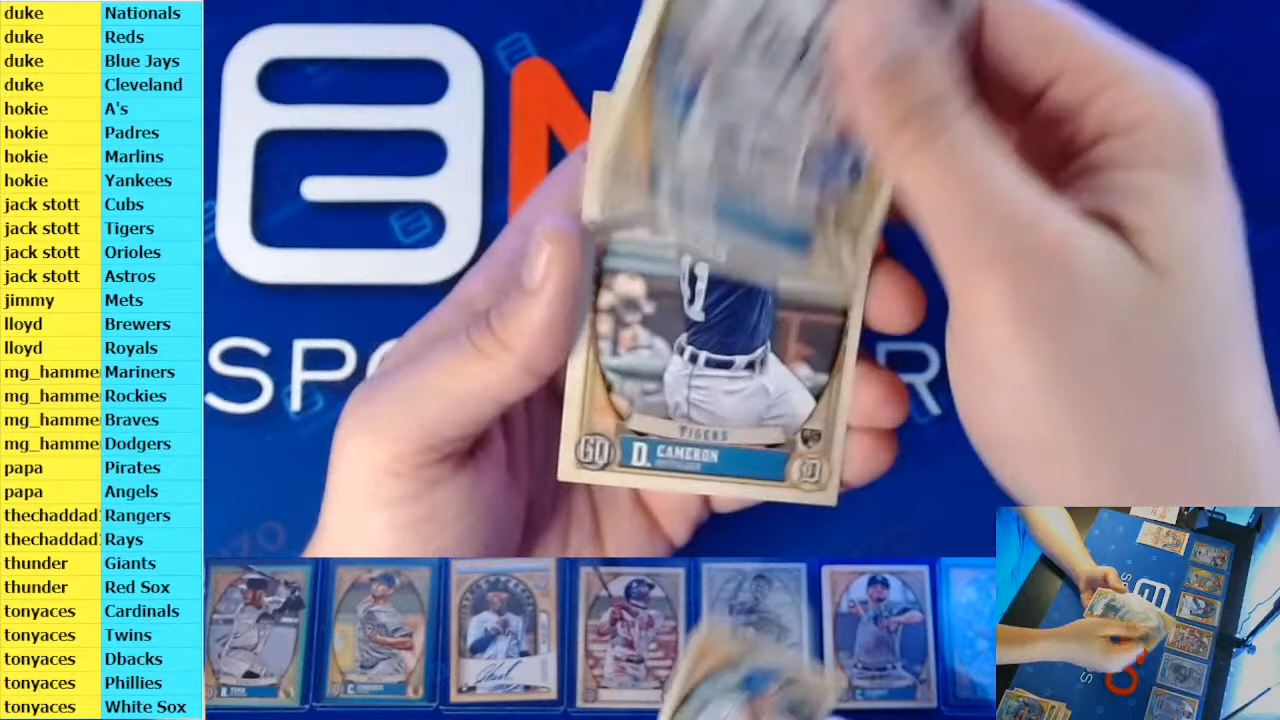 duke Nationals
duke Reds
duke Blue Jays
duke Cleveland
hokie A's
hokie Padres
hokie Marlins
hokie Yankees
jack stott Cubs
jack stott Tigers
jack stott Orioles
jack stott Astros
jimmy Mets
lloyd Brewers
lloyd Royals
mg_hamme Mariners
mg_hamme Rockies
mg_hamme Braves
mg_hamme Dodgers
papa Pirates
papa Angels
thechaddad Rangers
thechaddad Rays
thunder Giants
thunder Red Sox
tonyaces Cardinals
tonyaces Twins
tonyaces Dbacks
tonyaces Phillies
tonyaces White Sox
SP
R
TIGERS
GQ D. CAMERON D